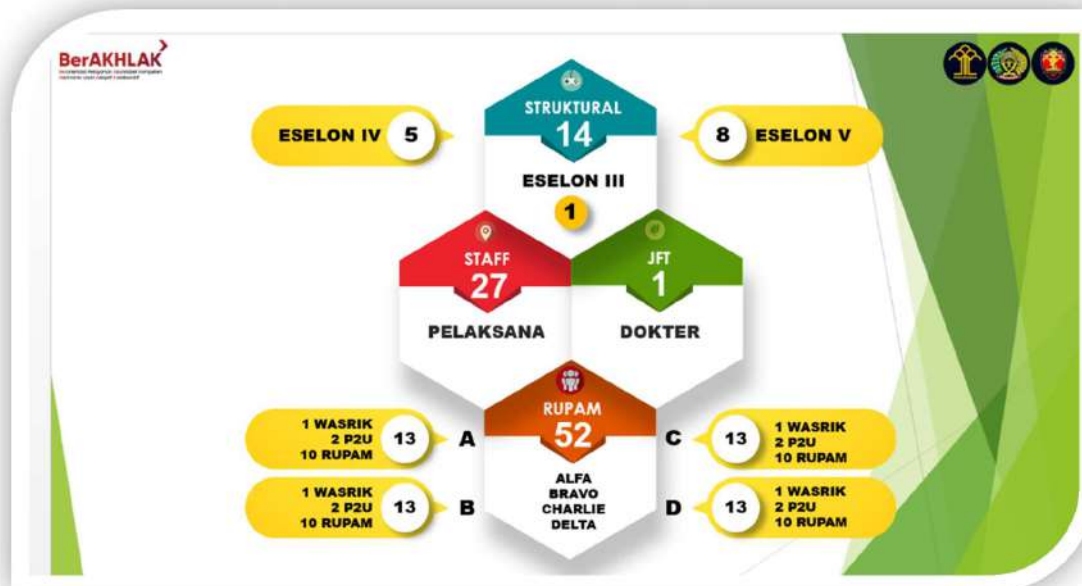 BerAKHLAK
STRUKTURAL
14
ESELON IV 5
8 ESELON V
ESELON III
1
STAFF
27
PELAKSANA
JFT
1
DOKTER
RUPAM
52
ALFA
BRAVO
CHARLIE
DELTA
1 WASRIK
2 P2U
10 RUPAM
13
A
1 WASRIK
2 P2U
10 RUPAM
13
B
C
13
1 WASRIK
2 P2U
10 RUPAM
D
13
1 WASRIK
2 P2U
10 RUPAM